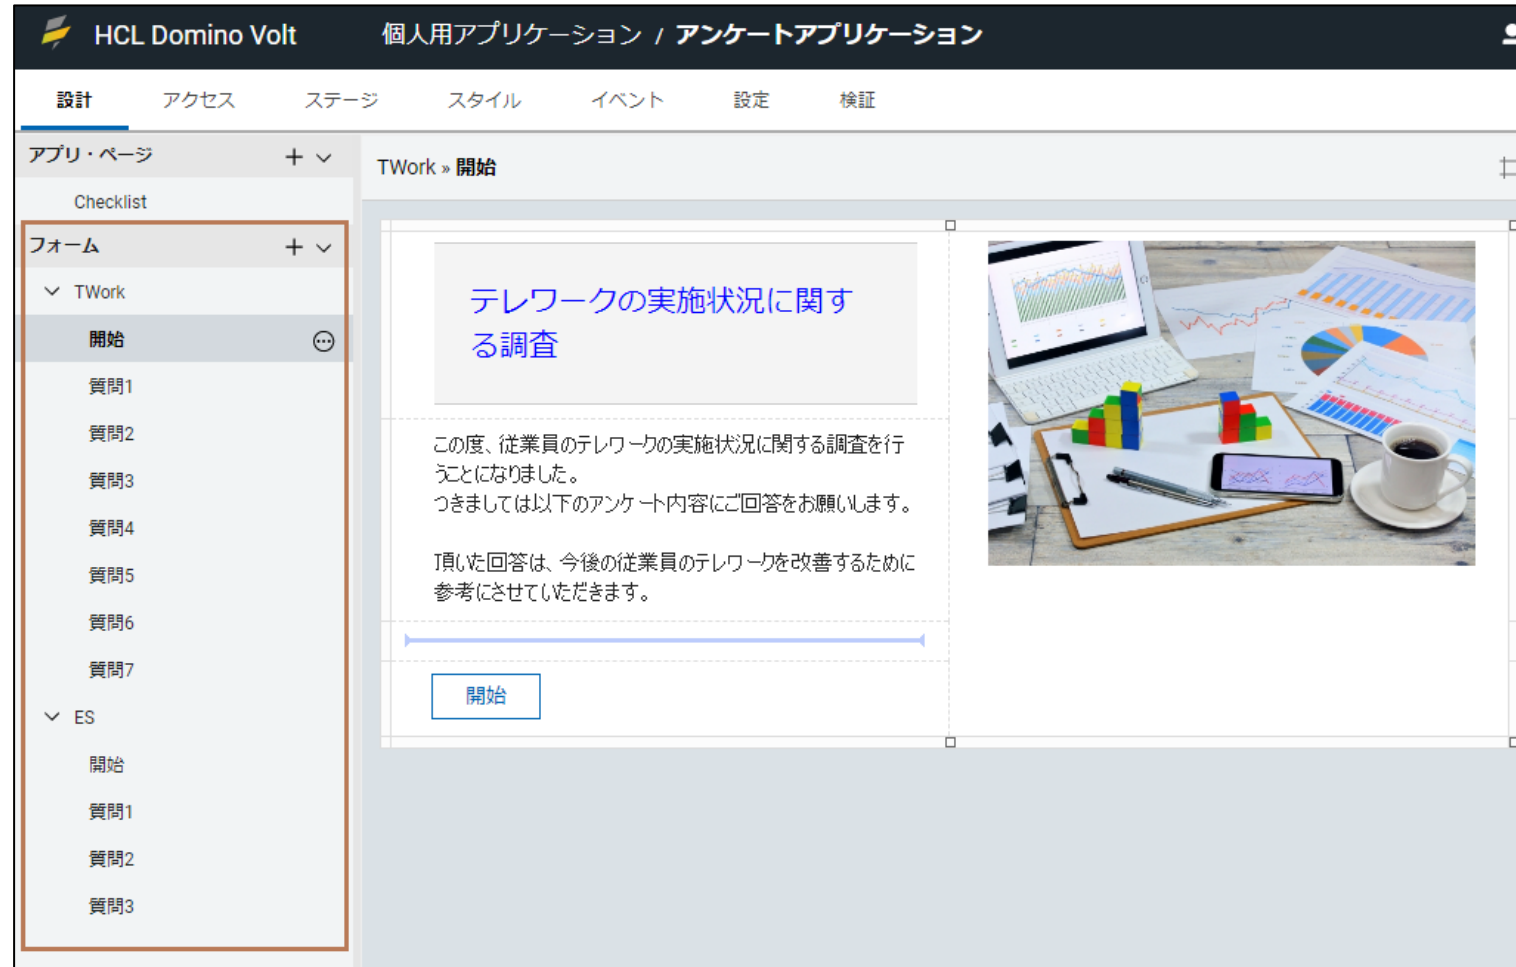 HCL Domino Volt 個人用アプリケーション / アンケートアプリケーション
設計 アクセス ステージ スタイル イベント 設定 検証
アプリ・ページ
Checklist
フォーム
TWork
開始
質問1
質問2
質問3
質問4
質問5
質問6
質問7
ES
開始
質問1
質問2
質問3
TWork » 開始
テレワークの実施状況に関す
る調査
この度、従業員のテレワークの実施状況に関する調査を行
うことになりました。
つきましては以下のアンケート内容にご回答をお願いします。
頂いた回答は、今後の従業員のテレワークを改善するために
参考にさせていただきます。
開始